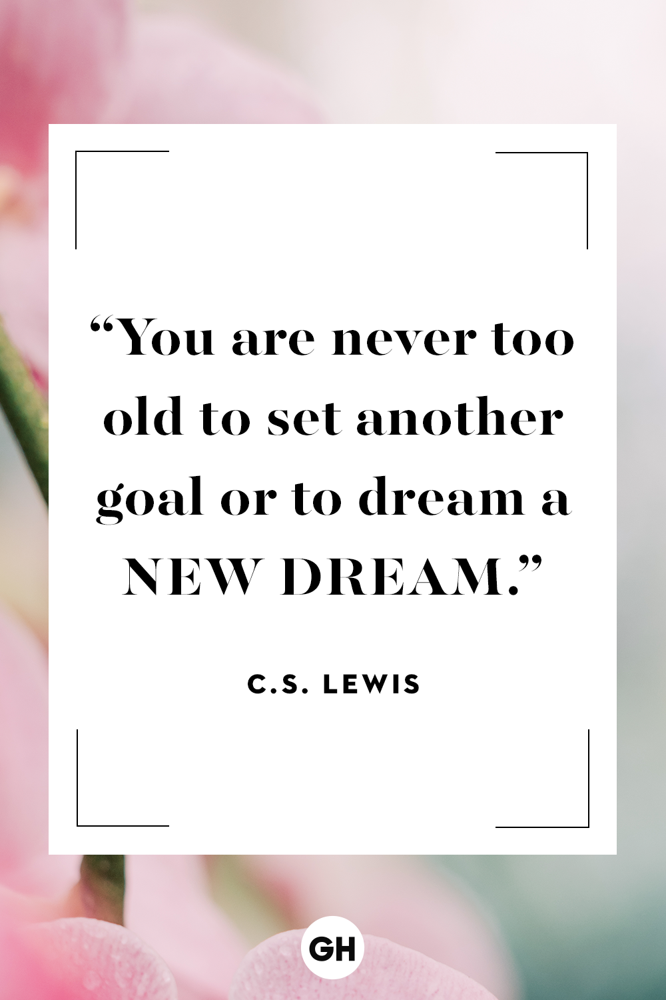 “You are never too
old to set another
goal or to dream a
NEW DREAM.”
C.S. LEWIS
GH